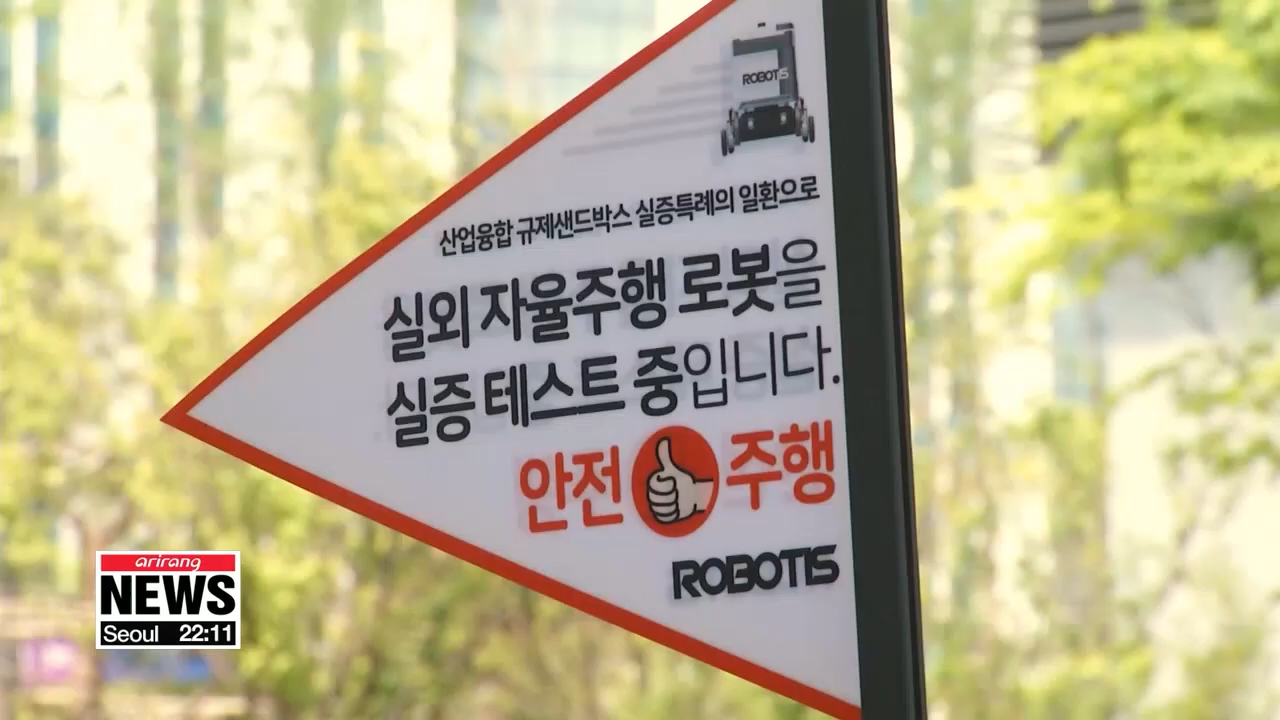 ROBOTIS
산업융합 규제샌드박스 실증특례의 일환으로
실외 자율주행 로봇을
실증 테스트 중입니다.
안전 주행
ROBOTIS
arirang
NEWS
Seoul 22:11